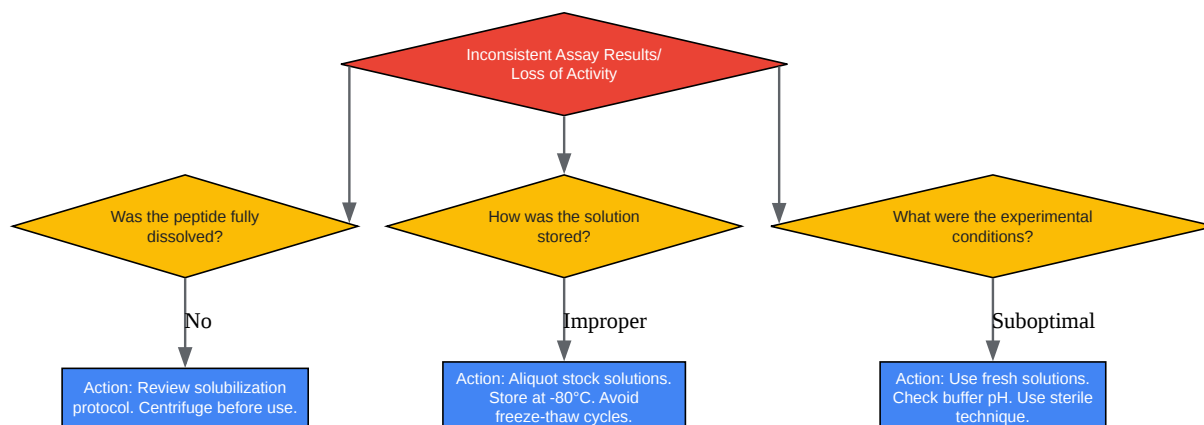 Inconsistent Assay Results/
Loss of Activity
Was the peptide fully
dissolved?
How was the solution
stored?
What were the experimental
conditions?
No
Improper
Suboptimal
Action: Review solubilization
protocol. Centrifuge before use.
Action: Aliquot stock solutions.
Store at -80°C. Avoid
freeze-thaw cycles.
Action: Use fresh solutions.
Check buffer pH. Use sterile
technique.